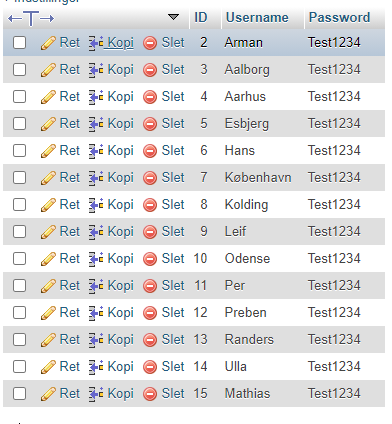 Indstillinger
ID Username Password
Ret Kopi Slet 2 Arman Test1234
Ret Kopi Slet 3 Aalborg Test1234
Ret Kopi Slet 4 Aarhus Test1234
Ret Kopi Slet 5 Esbjerg Test1234
Ret Kopi Slet 6 Hans Test1234
Ret Kopi Slet 7 København Test1234
Ret Kopi Slet 8 Kolding Test1234
Ret Kopi Slet 9 Leif Test1234
Ret Kopi Slet 10 Odense Test1234
Ret Kopi Slet 11 Per Test1234
Ret Kopi Slet 12 Preben Test1234
Ret Kopi Slet 13 Randers Test1234
Ret Kopi Slet 14 Ulla Test1234
Ret Kopi Slet 15 Mathias Test1234